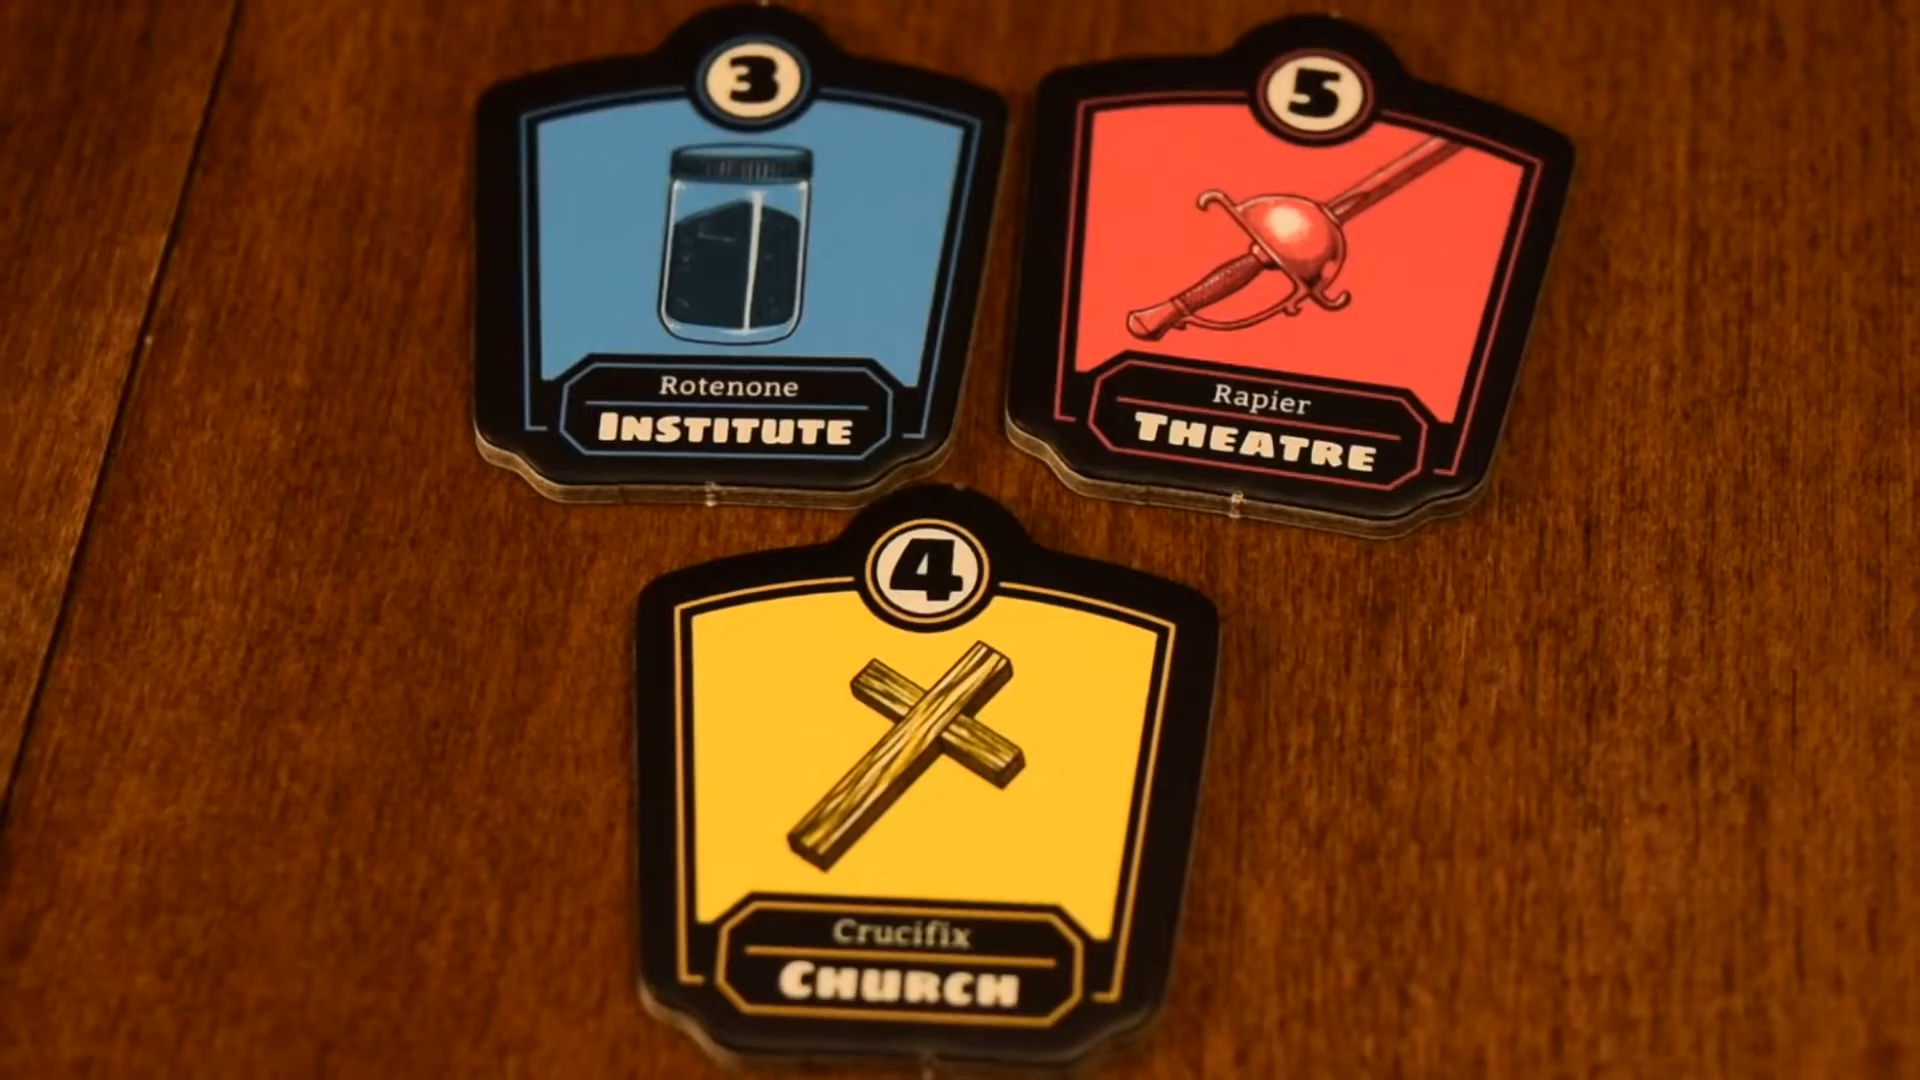 3
Rotenone
INSTITUTE
5
Rapier
THEATRE
4
Crucifix
CHURCH